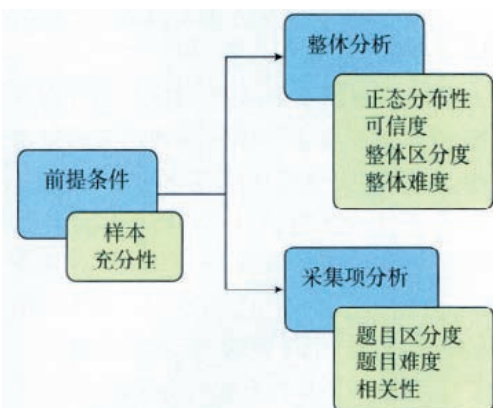 整体分析
正态分布性
可信度
整体区分度
整体难度
前提条件
样本
充分性
采集项分析
题目区分度
题目难度
相关性